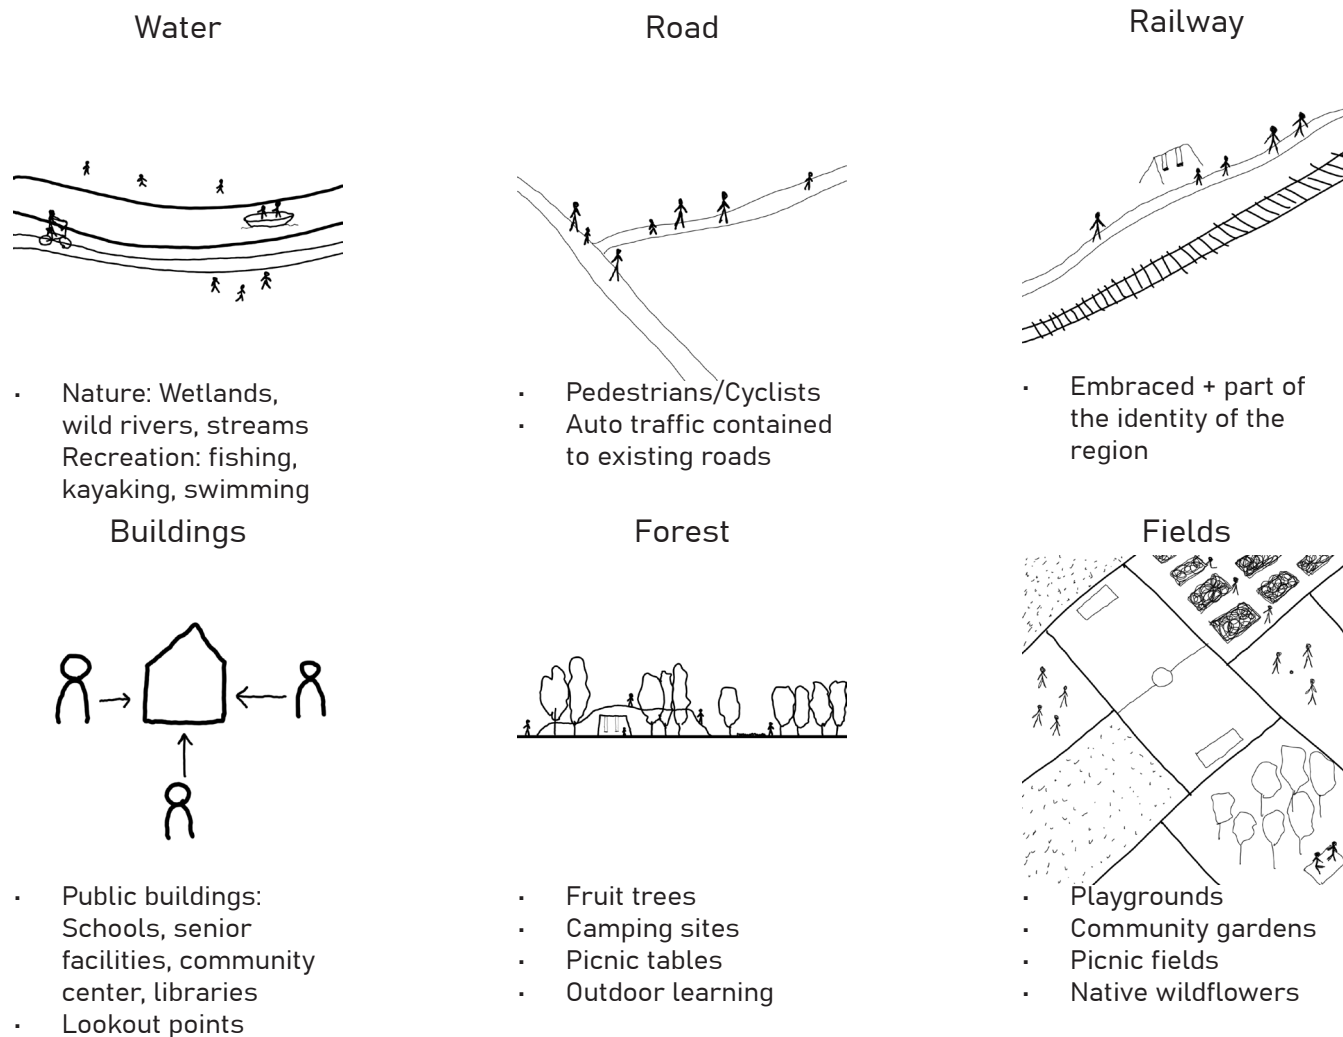 Water
· Nature: Wetlands,
wild rivers, streams
Recreation: fishing,
kayaking, swimming
Road
· Pedestrians/Cyclists
· Auto traffic contained
to existing roads
Railway
· Embraced + part of
the identity of the
region
Buildings
· Public buildings:
Schools, senior
facilities, community
center, libraries
· Lookout points
Forest
· Fruit trees
· Camping sites
· Picnic tables
· Outdoor learning
Fields
· Playgrounds
· Community gardens
· Picnic fields
· Native wildflowers